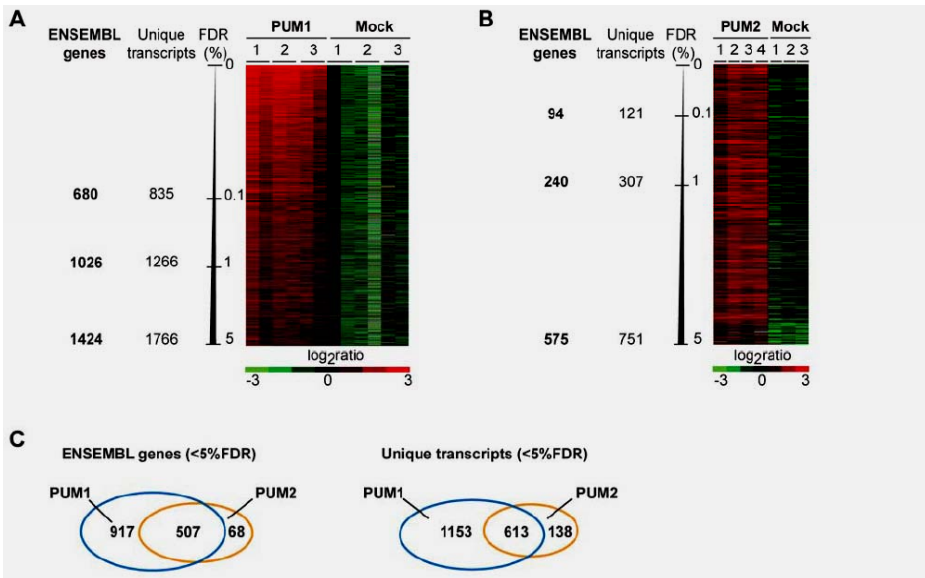 A
ENSEMBL genes
Unique transcripts
FDR (%)
PUM1 Mock
1 2 3 1 2 3
0
680 835 0.1
1026 1266 1
1424 1766 5
log2ratio
-3 0 3
B
ENSEMBL genes
Unique transcripts
FDR (%)
PUM2 Mock
1 2 3 4 1 2 3
0
94 121 0.1
240 307 1
575 751 5
log2ratio
-3 0 3
C
ENSEMBL genes (<5%FDR)
PUM1 PUM2
917 507 68
Unique transcripts (<5%FDR)
PUM1 PUM2
1153 613 138